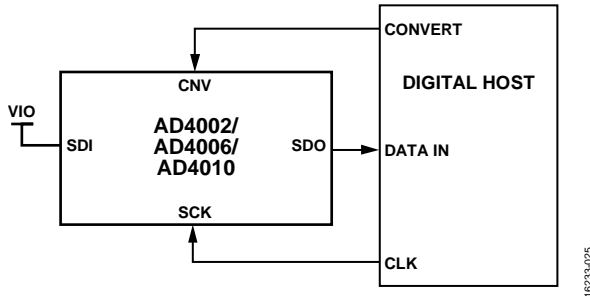 CONVERT
DIGITAL HOST
CNV
VIO
AD4002/
AD4006/
AD4010
SDI
SDO
DATA IN
SCK
CLK
16233-025